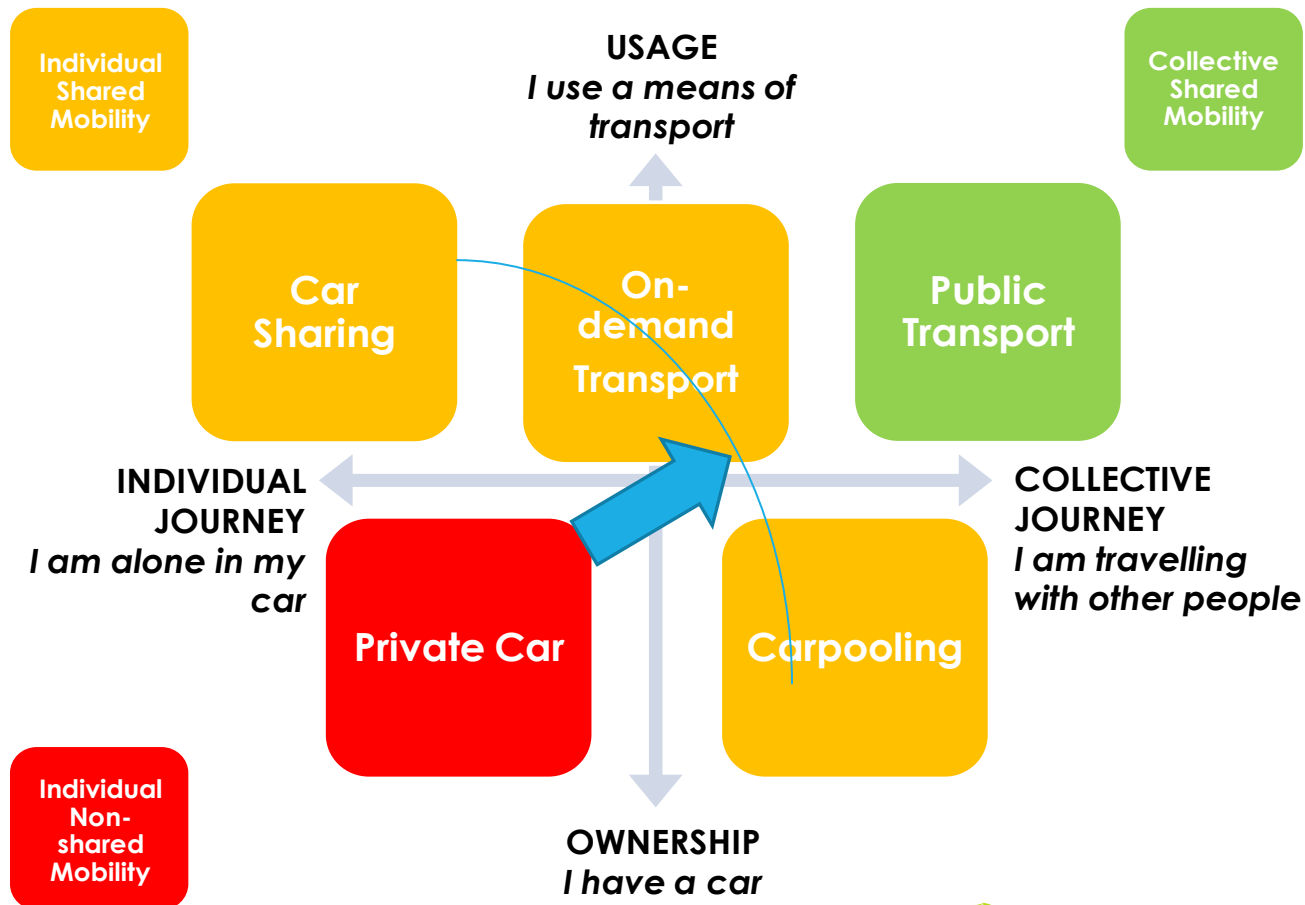 Individual
Shared
Mobility
USAGE
I use a means of
transport
Collective
Shared
Mobility
Car
Sharing
On-
demand
Transport
Public
Transport
INDIVIDUAL
JOURNEY
I am alone in my
car
COLLECTIVE
JOURNEY
I am travelling
with other people
Private Car
Carpooling
Individual
Non-
shared
Mobility
OWNERSHIP
I have a car